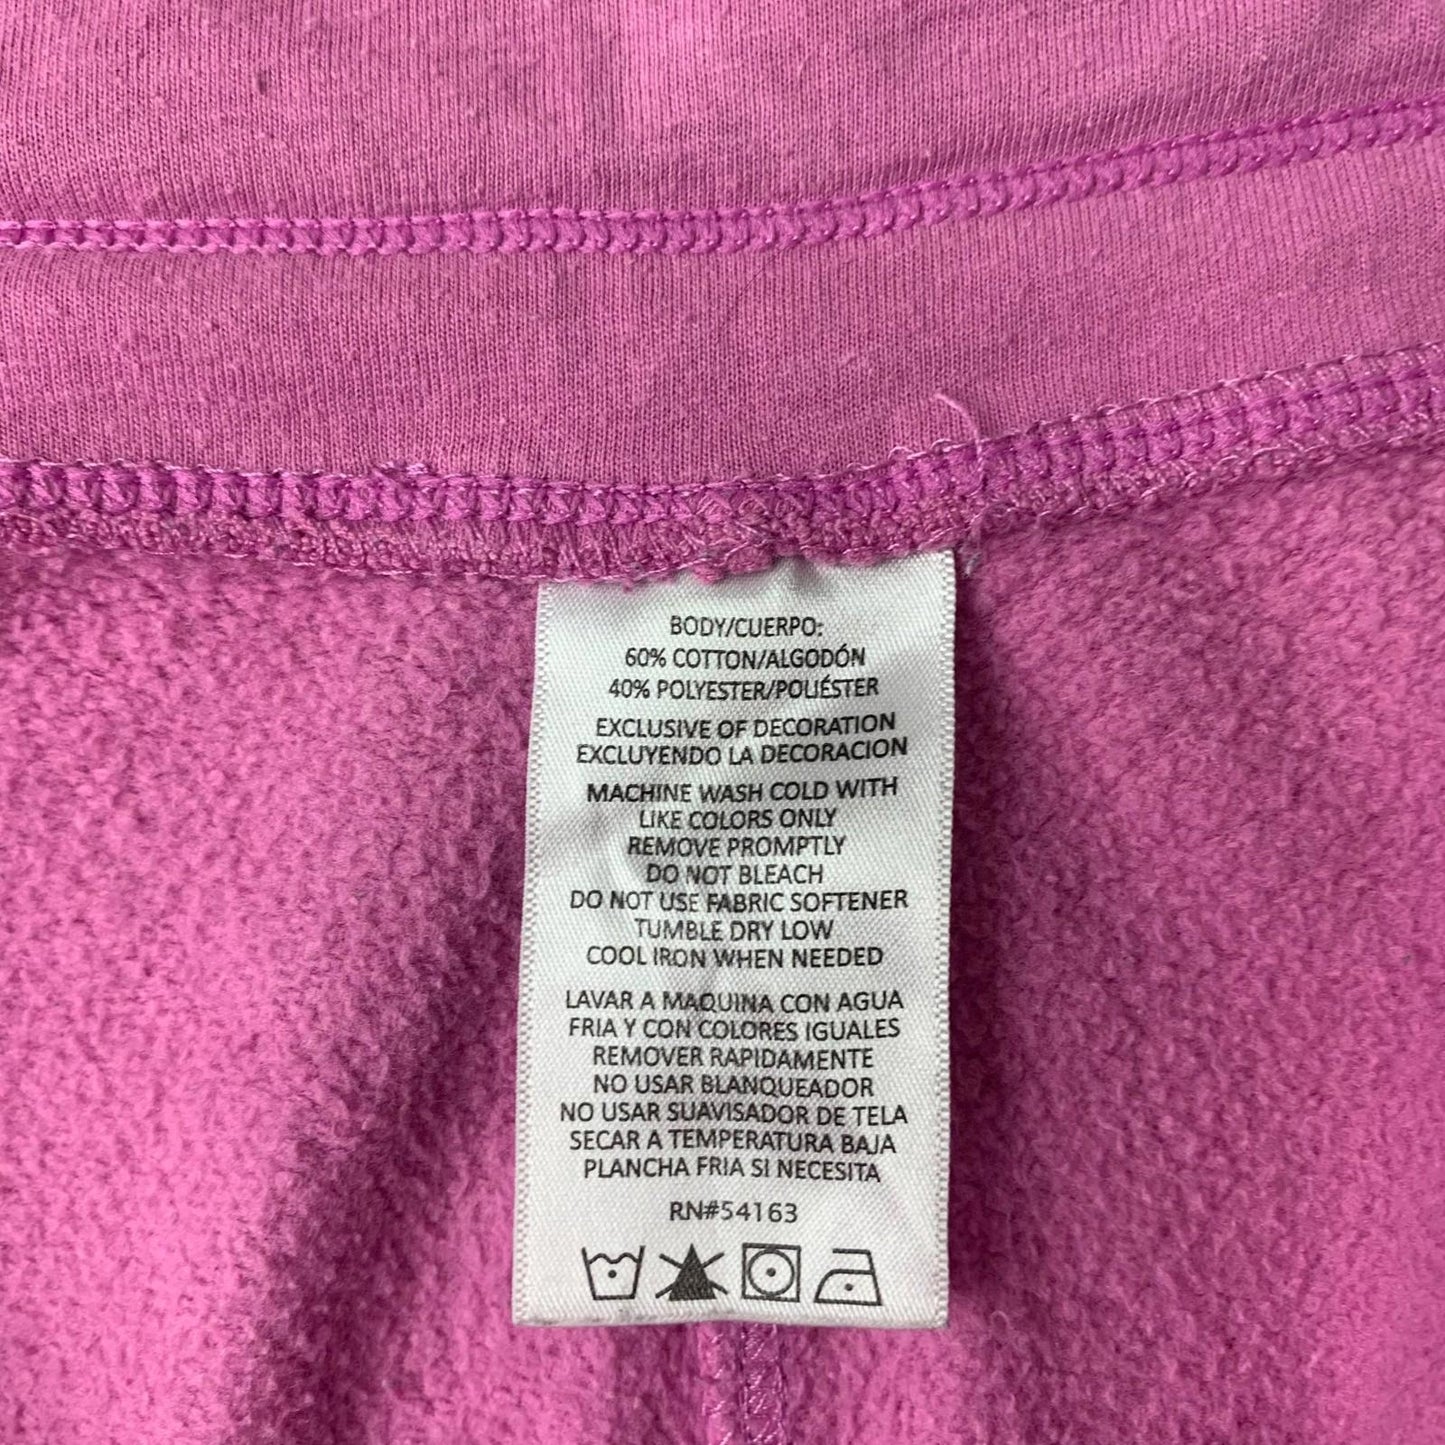 BODY/CUERPO:
60% COTTON/ALGODÓN
40% POLYESTER/POLIÉSTER
EXCLUSIVE OF DECORATION
EXCLUYENDO LA DECORACION
MACHINE WASH COLD WITH
LIKE COLORS ONLY
REMOVE PROMPTLY
DO NOT BLEACH
DO NOT USE FABRIC SOFTENER
TUMBLE DRY LOW
COOL IRON WHEN NEEDED
LAVAR A MAQUINA CON AGUA
FRIA Y CON COLORES IGUALES
REMOVER RAPIDAMENTE
NO USAR BLANQUEADOR
NO USAR SUAVISADOR DE TELA
SECAR A TEMPERATURA BAJA
PLANCHA FRIA SI NECESITA
RN#54163